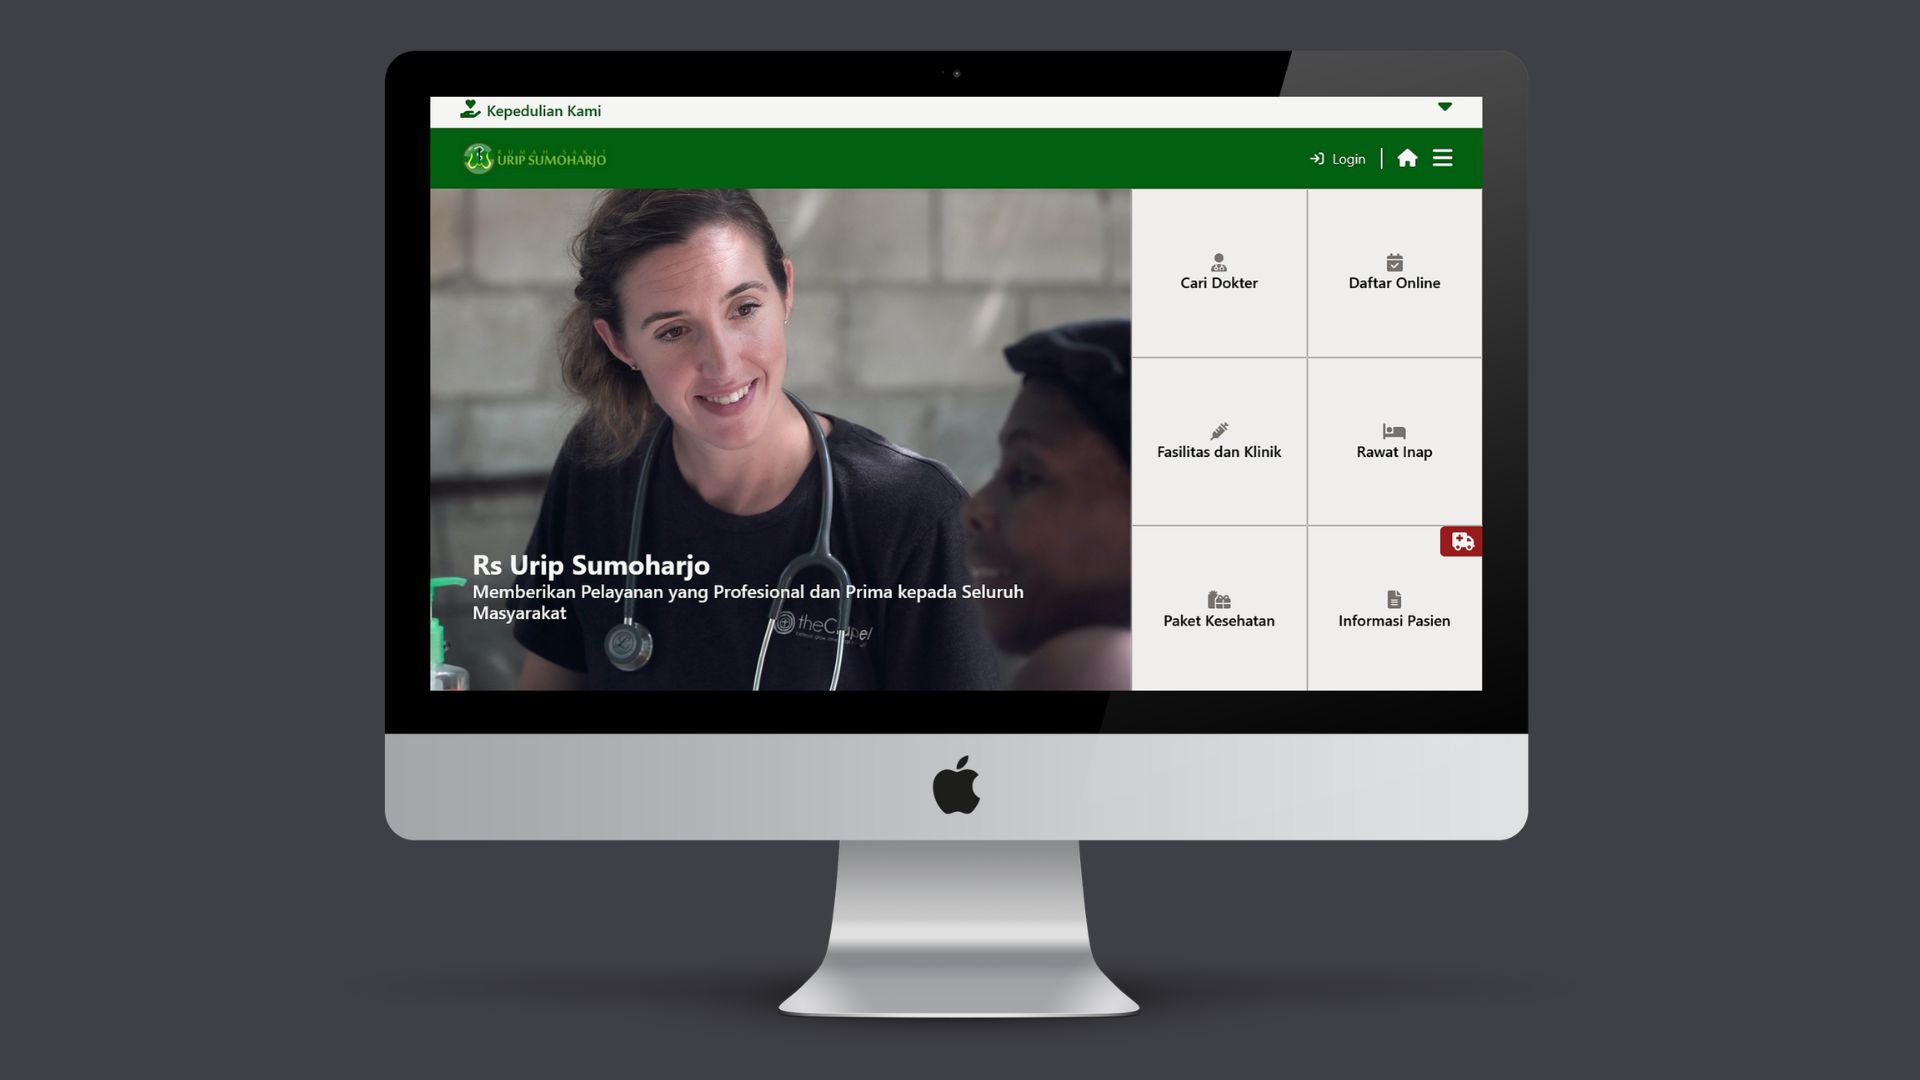 Kepedulian Kami
RUMAH SAKIT
URIP SUMOHARJO
Login
Cari Dokter
Daftar Online
Fasilitas dan Klinik
Rawat Inap
Rs Urip Sumoharjo
Memberikan Pelayanan yang Profesional dan Prima kepada Seluruh
Masyarakat
theChapel
Paket Kesehatan
Informasi Pasien